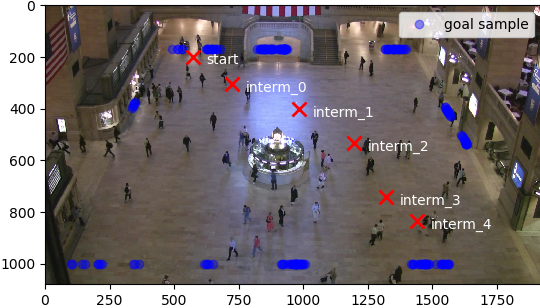 goal sample
start
interm_0
interm_1
interm_2
interm_3
interm_4
0
200
400
600
800
1000
0 250 500 750 1000 1250 1500 1750